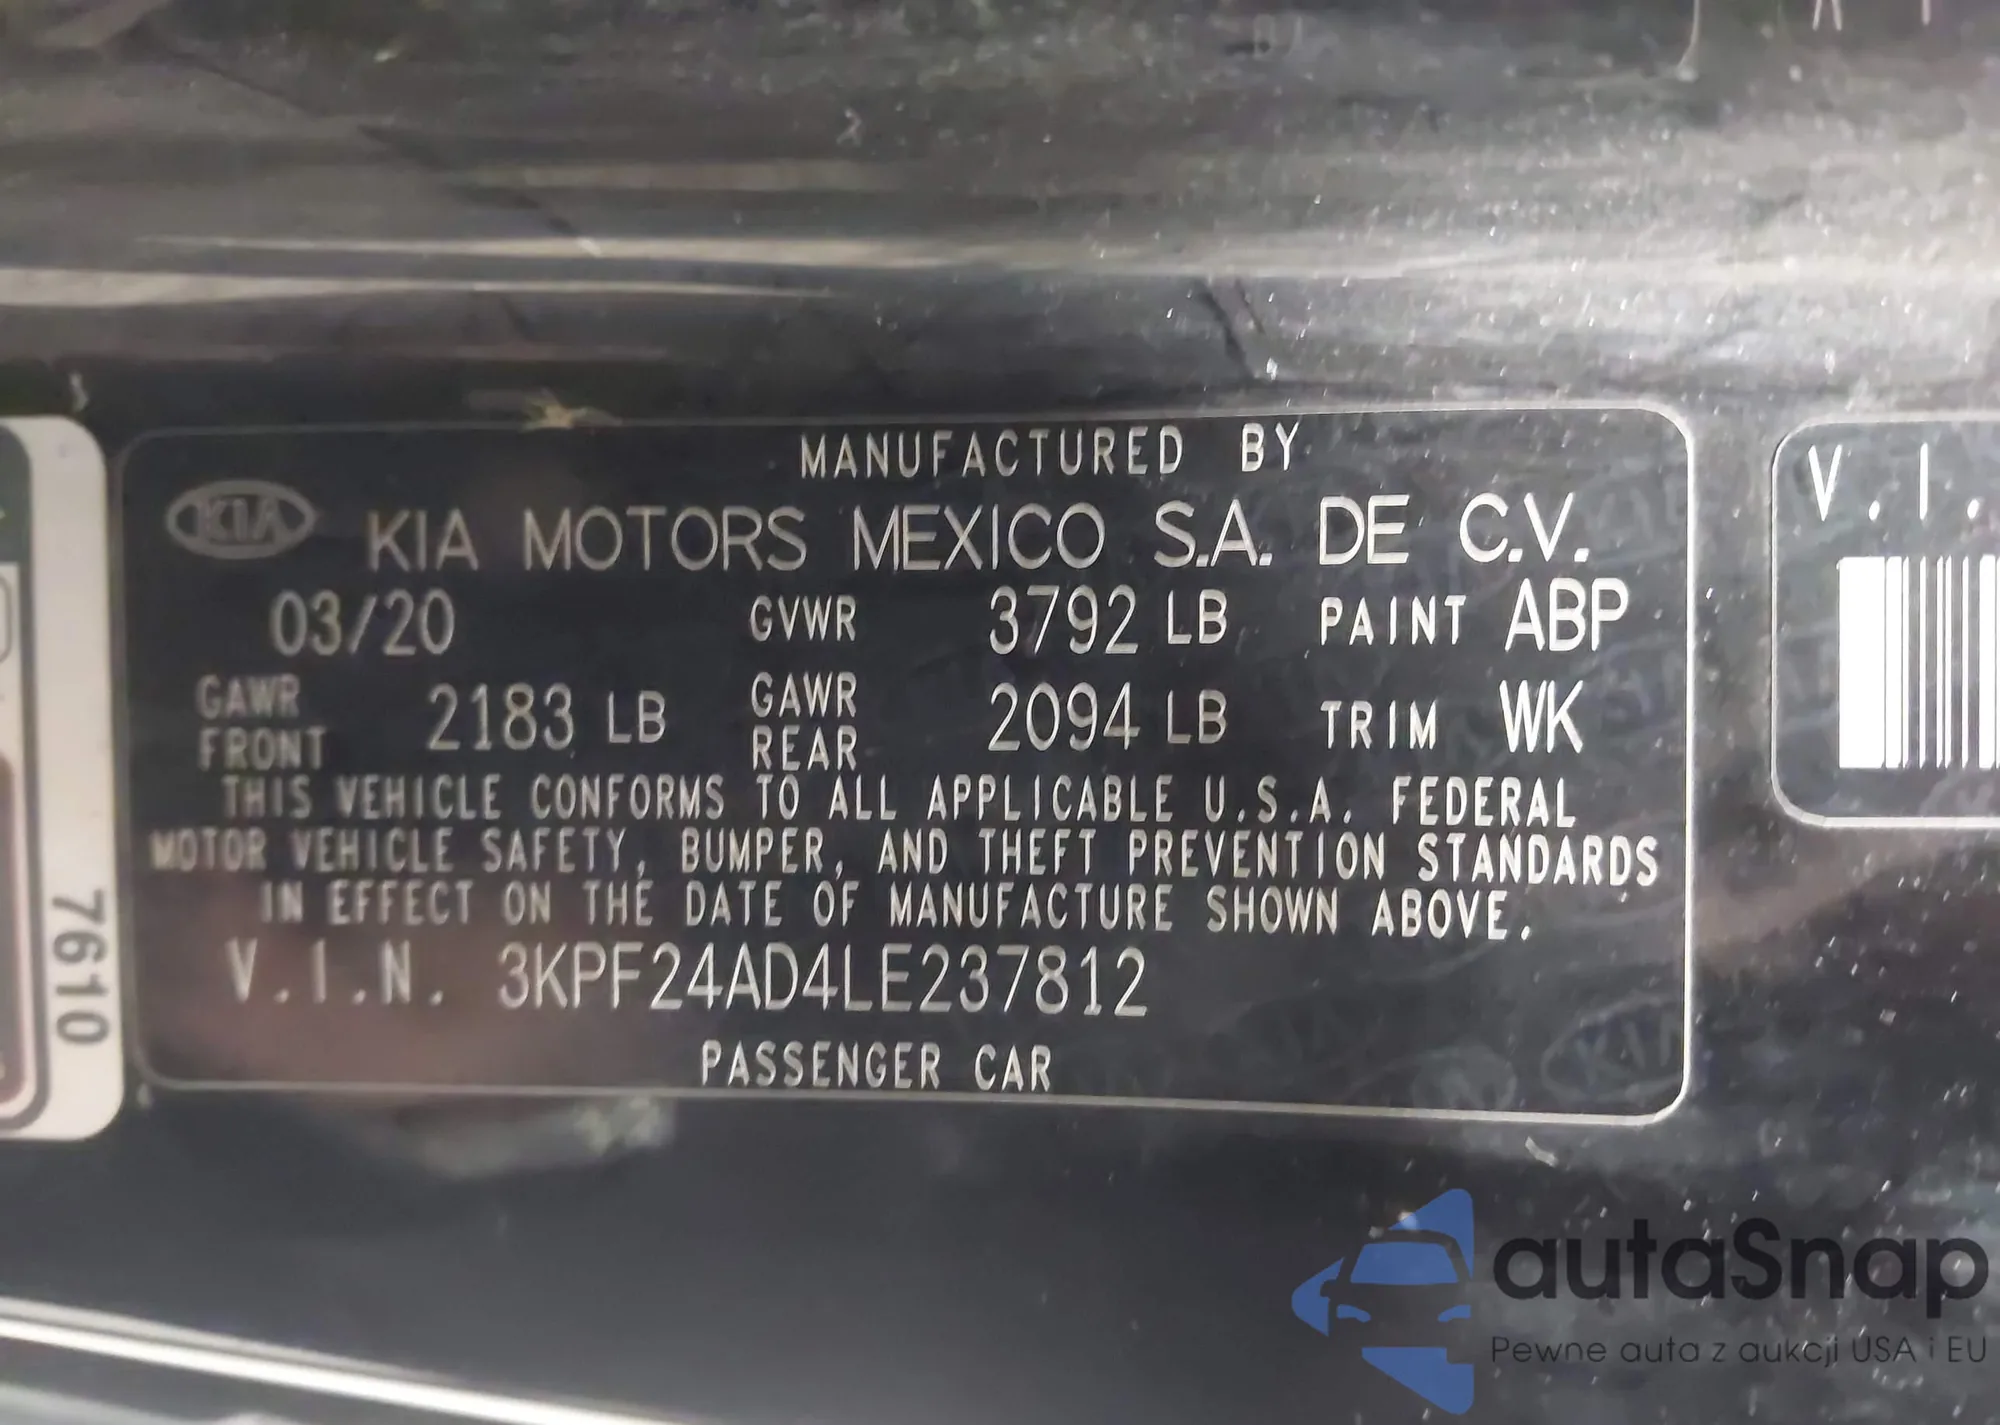 MANUFACTURED BY
KIA KIA MOTORS MEXICO S.A. DE C.V.
03/20 GVWR 3792 LB PAINT ABP
GAWR FRONT 2183 LB GAWR REAR 2094 LB TRIM WK
THIS VEHICLE CONFORMS TO ALL APPLICABLE U.S.A. FEDERAL
MOTOR VEHICLE SAFETY, BUMPER, AND THEFT PREVENTION STANDARDS
IN EFFECT ON THE DATE OF MANUFACTURE SHOWN ABOVE.
V.I.N. 3KPF24AD4LE237812
PASSENGER CAR
7610
V.I.
autaSnap
Pewne auta z aukcji USA i EU